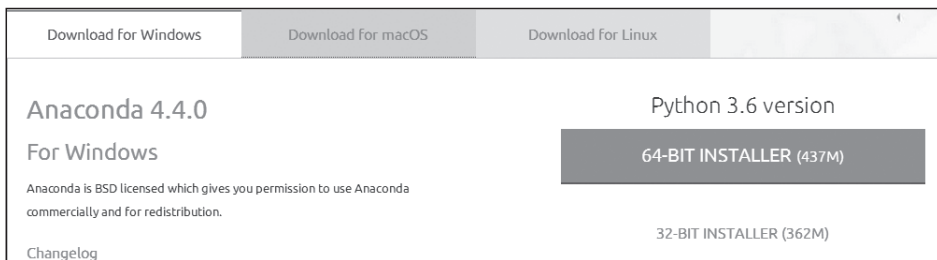 Download for Windows
Download for macOS
Download for Linux
Anaconda 4.4.0
For Windows
Anaconda is BSD licensed which gives you permission to use Anaconda
commercially and for redistribution.
Changelog
Python 3.6 version
64-BIT INSTALLER (437M)
32-BIT INSTALLER (362M)